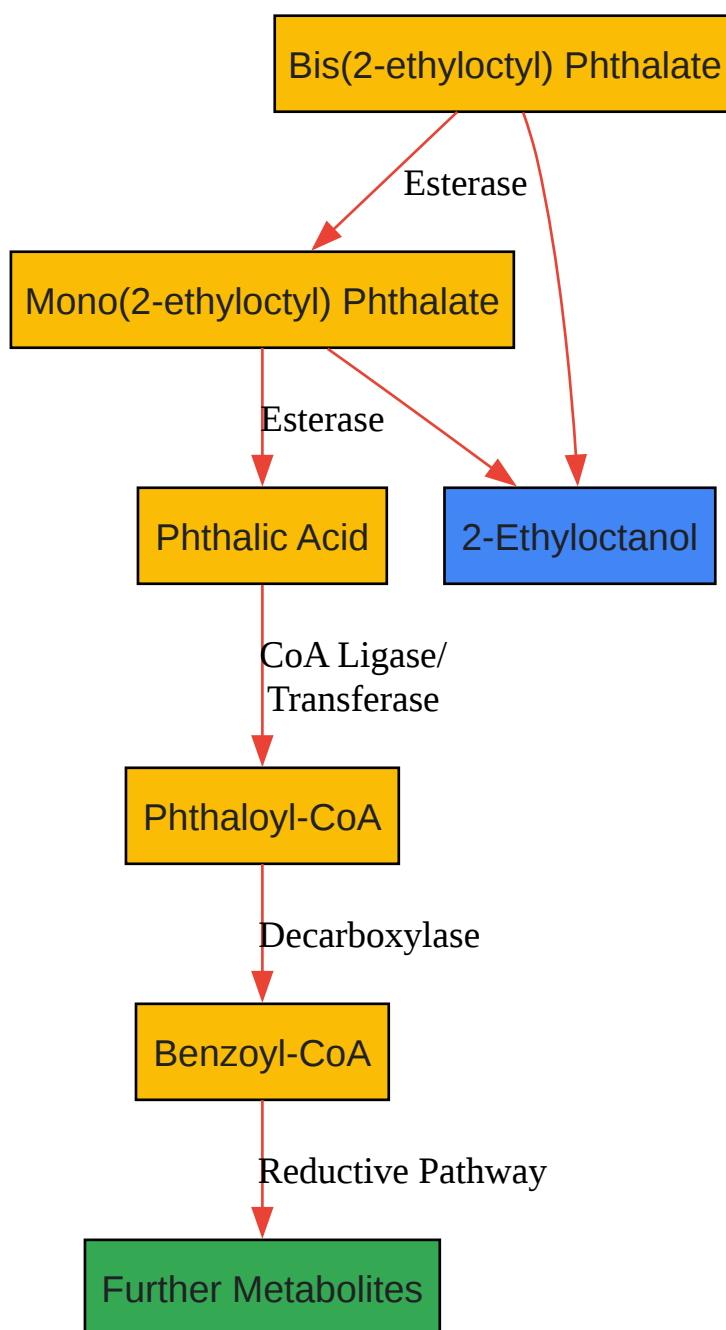 Bis(2-ethyloctyl) Phthalate
Esterase
Mono(2-ethyloctyl) Phthalate
Esterase
Phthalic Acid
2-Ethyloctanol
CoA Ligase/
Transferase
Phthaloyl-CoA
Decarboxylase
Benzoyl-CoA
Reductive Pathway
Further Metabolites